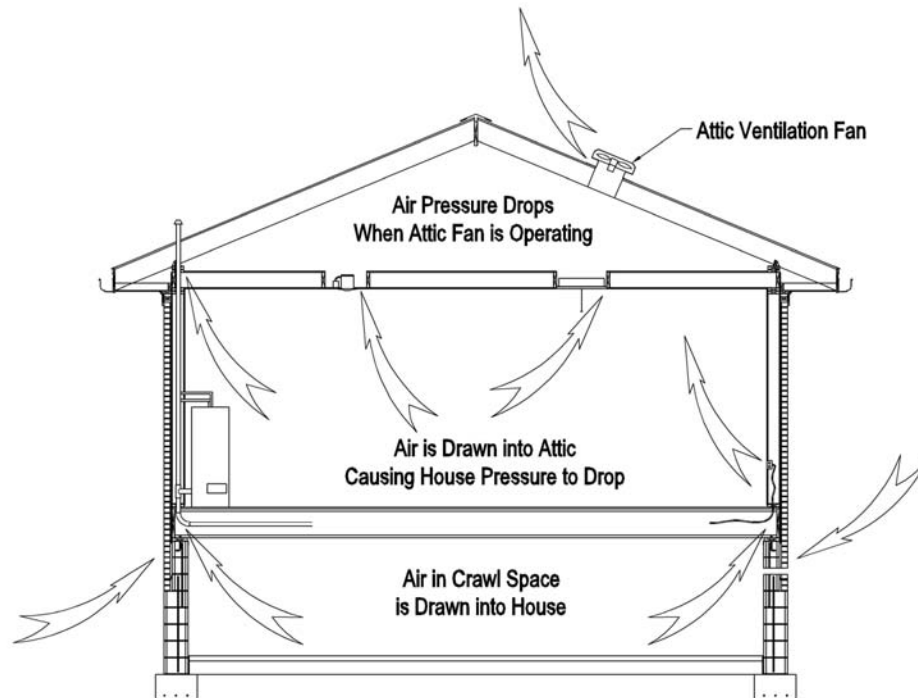 Attic Ventilation Fan
Air Pressure Drops
When Attic Fan is Operating
Air is Drawn into Attic
Causing House Pressure to Drop
Air in Crawl Space
is Drawn into House